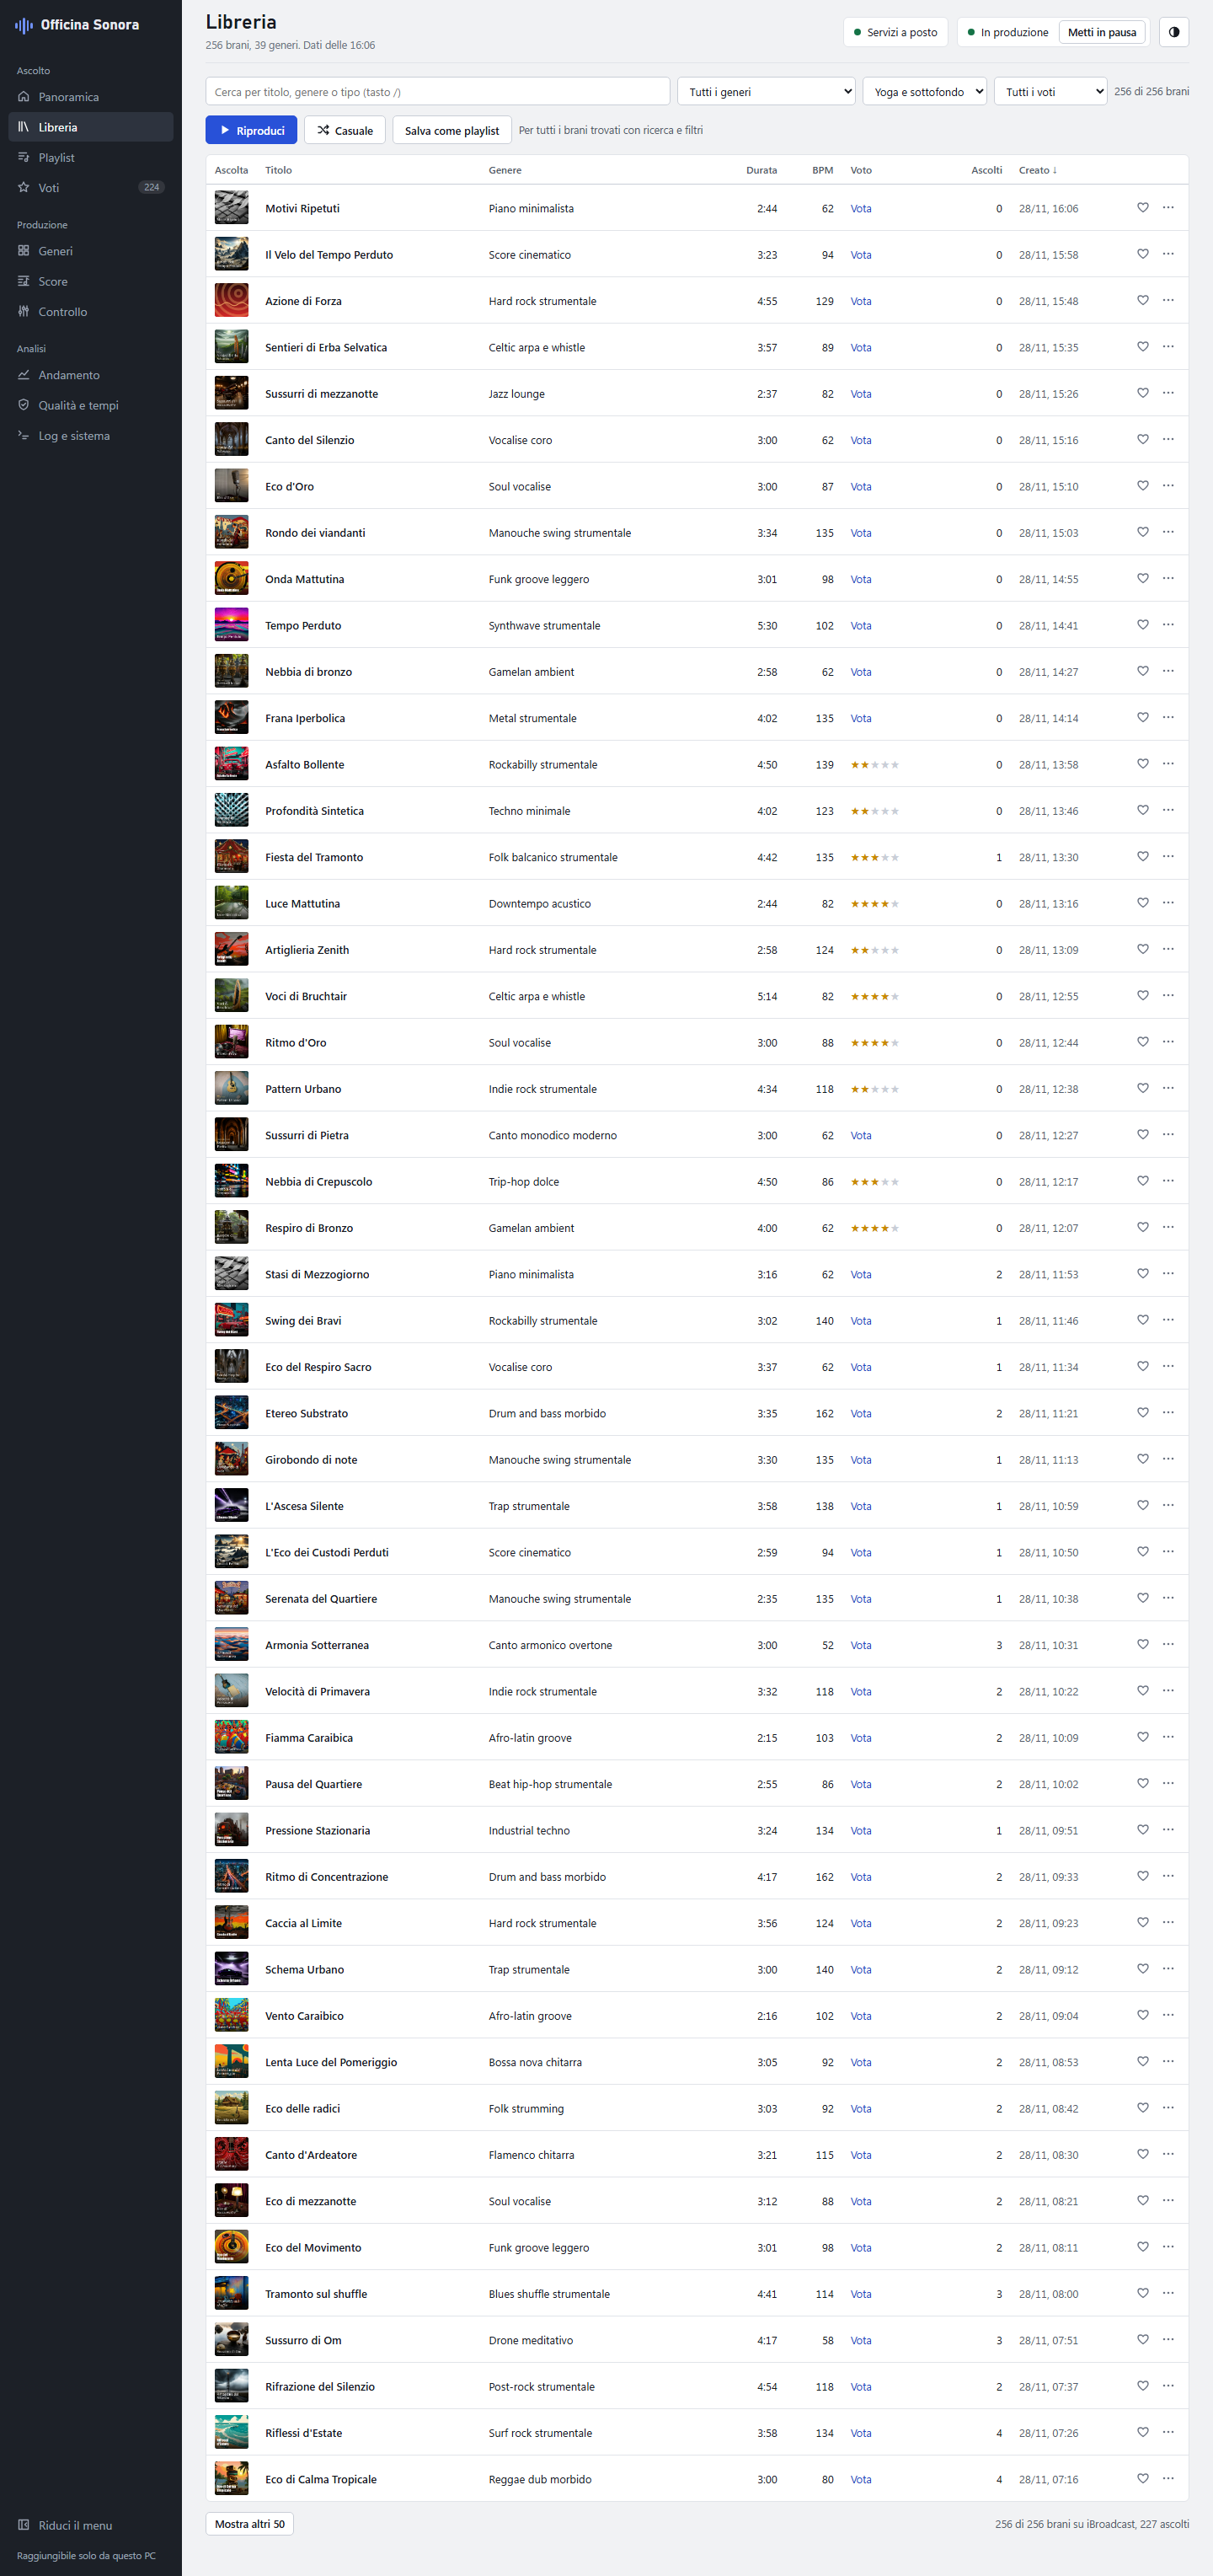 Officina Sonora
Ascolto
Panoramica
Libreria
Playlist
Voti 224
Produzione
Generi
Score
Controllo
Analisi
Andamento
Qualità e tempi
Log e sistema
Riduci il menu
Raggiungibile solo da questo PC
Libreria
256 brani, 39 generi. Dati delle 16:06
Servizi a posto In produzione Metti in pausa
Cerca per titolo, genere o tipo (tasto /) Tutti i generi Yoga e sottofondo Tutti i voti 256 di 256 brani
Riproduci Casuale Salva come playlist Per tutti i brani trovati con ricerca e filtri
Ascolta Titolo Genere Durata BPM Voto Ascolti Creato ↓
Motivi Ripetuti Piano minimalista 2:44 62 Vota 0 28/11, 16:06
Il Velo del Tempo Perduto Score cinematico 3:23 94 Vota 0 28/11, 15:58
Azione di Forza Hard rock strumentale 4:55 129 Vota 0 28/11, 15:48
Sentieri di Erba Selvatica Celtic arpa e whistle 3:57 89 Vota 0 28/11, 15:35
Sussurri di mezzanotte Jazz lounge 2:37 82 Vota 0 28/11, 15:26
Canto del Silenzio Vocalise coro 3:00 62 Vota 0 28/11, 15:16
Eco d'Oro Soul vocalise 3:00 87 Vota 0 28/11, 15:10
Rondo dei viandanti Manouche swing strumentale 3:34 135 Vota 0 28/11, 15:03
Onda Mattutina Funk groove leggero 3:01 98 Vota 0 28/11, 14:55
Tempo Perduto Synthwave strumentale 5:30 102 Vota 0 28/11, 14:41
Nebbia di bronzo Gamelan ambient 2:58 62 Vota 0 28/11, 14:27
Frana Iperbolica Metal strumentale 4:02 135 Vota 0 28/11, 14:14
Asfalto Bollente Rockabilly strumentale 4:50 139 ★★★★★ 0 28/11, 13:58
Profondità Sintetica Techno minimale 4:02 123 ★★★★★ 0 28/11, 13:46
Fiesta del Tramonto Folk balcanico strumentale 4:42 135 ★★★★★ 1 28/11, 13:30
Luce Mattutina Downtempo acustico 2:44 82 ★★★★★ 0 28/11, 13:16
Artiglieria Zenith Hard rock strumentale 2:58 124 ★★★★★ 0 28/11, 13:09
Voci di Bruchtair Celtic arpa e whistle 5:14 82 ★★★★★ 0 28/11, 12:55
Ritmo d'Oro Soul vocalise 3:00 88 ★★★★★ 0 28/11, 12:44
Pattern Urbano Indie rock strumentale 4:34 118 ★★★★★ 0 28/11, 12:38
Sussurri di Pietra Canto monodico moderno 3:00 62 Vota 0 28/11, 12:27
Nebbia di Crepuscolo Trip-hop dolce 4:50 86 ★★★★★ 0 28/11, 12:17
Respiro di Bronzo Gamelan ambient 4:00 62 ★★★★★ 0 28/11, 12:07
Stasi di Mezzogiorno Piano minimalista 3:16 62 Vota 2 28/11, 11:53
Swing dei Bravi Rockabilly strumentale 3:02 140 Vota 1 28/11, 11:46
Eco del Respiro Sacro Vocalise coro 3:37 62 Vota 1 28/11, 11:34
Etereo Substrato Drum and bass morbido 3:35 162 Vota 2 28/11, 11:21
Girobondo di note Manouche swing strumentale 3:30 135 Vota 1 28/11, 11:13
L'Ascesa Silente Trap strumentale 3:58 138 Vota 1 28/11, 10:59
L'Eco dei Custodi Perduti Score cinematico 2:59 94 Vota 1 28/11, 10:50
Serenata del Quartiere Manouche swing strumentale 2:35 135 Vota 1 28/11, 10:38
Armonia Sotterranea Canto armonico overtone 3:00 52 Vota 3 28/11, 10:31
Velocità di Primavera Indie rock strumentale 3:32 118 Vota 2 28/11, 10:22
Fiamma Caraibica Afro-latin groove 2:15 103 Vota 2 28/11, 10:09
Pausa del Quartiere Beat hip-hop strumentale 2:55 86 Vota 2 28/11, 10:02
Pressione Stazionaria Industrial techno 3:24 134 Vota 1 28/11, 09:51
Ritmo di Concentrazione Drum and bass morbido 4:17 162 Vota 2 28/11, 09:33
Caccia al Limite Hard rock strumentale 3:56 124 Vota 2 28/11, 09:23
Schema Urbano Trap strumentale 3:00 140 Vota 2 28/11, 09:12
Vento Caraibico Afro-latin groove 2:16 102 Vota 2 28/11, 09:04
Lenta Luce del Pomeriggio Bossa nova chitarra 3:05 92 Vota 2 28/11, 08:53
Eco delle radici Folk strumming 3:03 92 Vota 2 28/11, 08:42
Canto d'Ardeatore Flamenco chitarra 3:21 115 Vota 2 28/11, 08:30
Eco di mezzanotte Soul vocalise 3:12 88 Vota 2 28/11, 08:21
Eco del Movimento Funk groove leggero 3:01 98 Vota 2 28/11, 08:11
Tramonto sul shuffle Blues shuffle strumentale 4:41 114 Vota 3 28/11, 08:00
Sussurro di Om Drone meditativo 4:17 58 Vota 3 28/11, 07:51
Rifrazione del Silenzio Post-rock strumentale 4:54 118 Vota 2 28/11, 07:37
Riflessi d'Estate Surf rock strumentale 3:58 134 Vota 4 28/11, 07:26
Eco di Calma Tropicale Reggae dub morbido 3:00 80 Vota 4 28/11, 07:16
Mostra altri 50 256 di 256 brani su iBroadcast, 227 ascolti